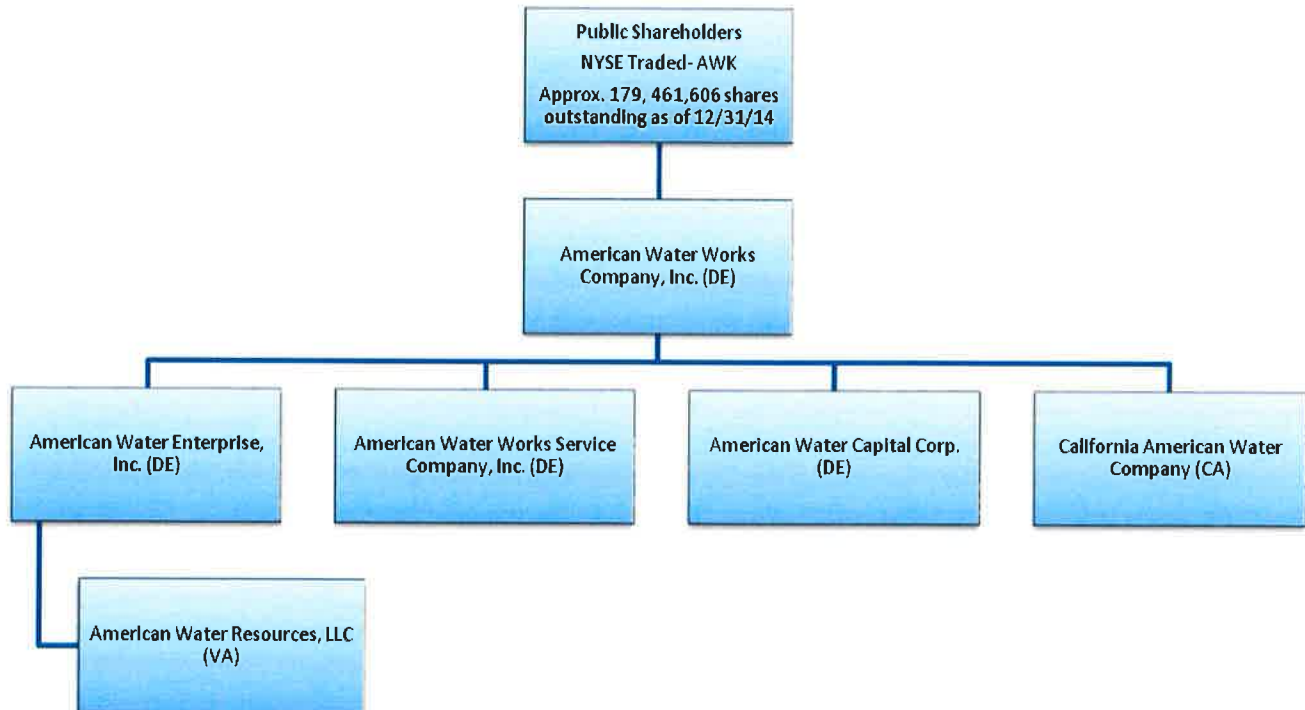 Public Shareholders
NYSE Traded- AWK
Approx. 179, 461,606 shares
outstanding as of 12/31/14
American Water Works
Company, Inc. (DE)
American Water Enterprise,
Inc. (DE)
American Water Works Service
Company, Inc. (DE)
American Water Capital Corp.
(DE)
California American Water
Company (CA)
American Water Resources, LLC
(VA)